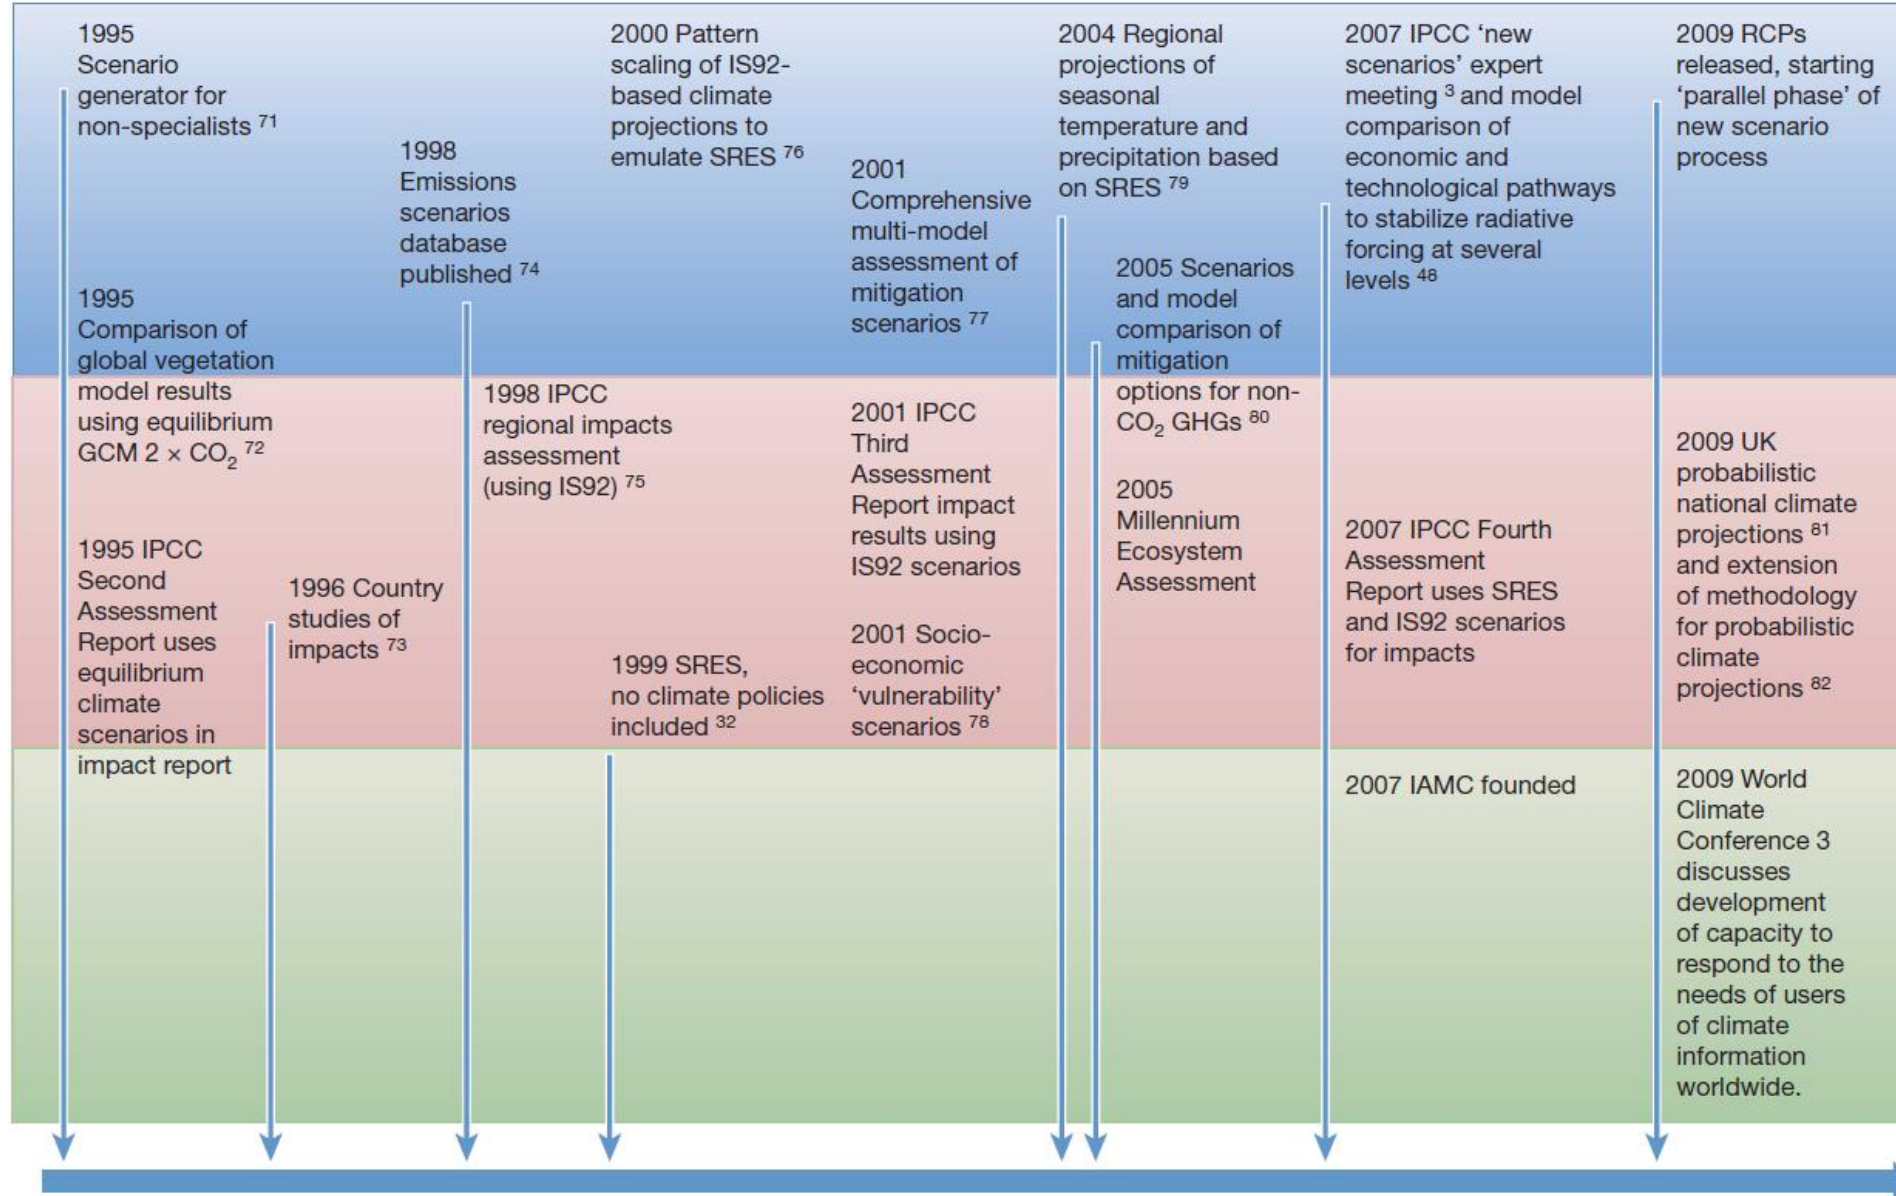 1995
Scenario
generator for
non-specialists 71
1995
Comparison of
global vegetation
model results
using equilibrium
GCM 2 × CO₂ 72
1995 IPCC
Second
Assessment
Report uses
equilibrium
climate
scenarios in
impact report
1996 Country
studies of
impacts 73
1998
Emissions
scenarios
database
published 74
1998 IPCC
regional impacts
assessment
(using IS92) 75
2000 Pattern
scaling of IS92-
based climate
projections to
emulate SRES 76
1999 SRES,
no climate policies
included 32
2001
Comprehensive
multi-model
assessment of
mitigation
scenarios 77
2001 IPCC
Third
Assessment
Report impact
results using
IS92 scenarios
2001 Socio-
economic
‘vulnerability’
scenarios 78
2004 Regional
projections of
seasonal
temperature and
precipitation based
on SRES 79
2005 Scenarios
and model
comparison of
mitigation
options for non-
CO₂ GHGs 80
2005
Millennium
Ecosystem
Assessment
2007 IPCC ‘new
scenarios’ expert
meeting 3 and model
comparison of
economic and
technological pathways
to stabilize radiative
forcing at several
levels 48
2007 IPCC Fourth
Assessment
Report uses SRES
and IS92 scenarios
for impacts
2007 IAMC founded
2009 RCPs
released, starting
‘parallel phase’ of
new scenario
process
2009 UK
probabilistic
national climate
projections 81
and extension
of methodology
for probabilistic
climate
projections 82
2009 World
Climate
Conference 3
discusses
development
of capacity to
respond to the
needs of users
of climate
information
worldwide.